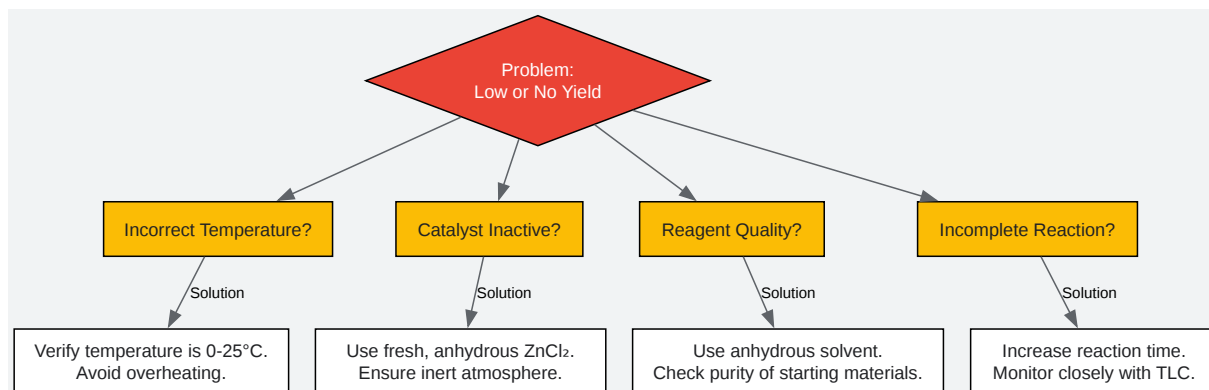 Problem:
Low or No Yield
Incorrect Temperature?
Catalyst Inactive?
Reagent Quality?
Incomplete Reaction?
Solution
Solution
Solution
Solution
Verify temperature is 0-25°C.
Avoid overheating.
Use fresh, anhydrous ZnCl₂.
Ensure inert atmosphere.
Use anhydrous solvent.
Check purity of starting materials.
Increase reaction time.
Monitor closely with TLC.